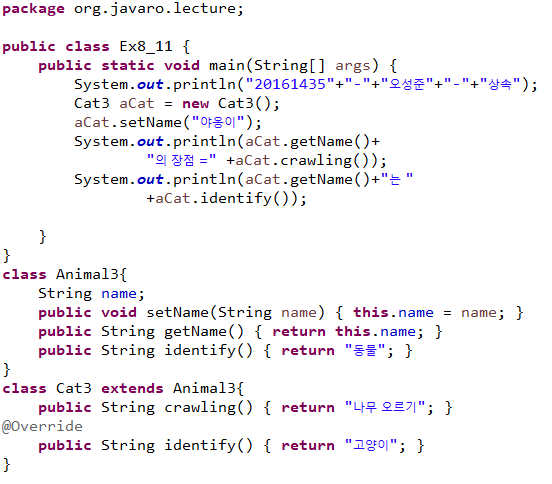 package org.javaro.lecture;
public class Ex8_11 {
public static void main(String[] args) {
System.out.println("20161435"+"-"+"오성준"+"-"+"상속");
Cat3 aCat = new Cat3();
aCat.setName("야옹이");
System.out.println(aCat.getName()+
"의 장점 =" +aCat.crawling());
System.out.println(aCat.getName()+"는 "
+aCat.identify());
}
}
class Animal3{
String name;
public void setName(String name) { this.name = name; }
public String getName() { return this.name; }
public String identify() { return "동물"; }
}
class Cat3 extends Animal3{
public String crawling() { return "나무 오르기"; }
@Override
public String identify() { return "고양이"; }
}